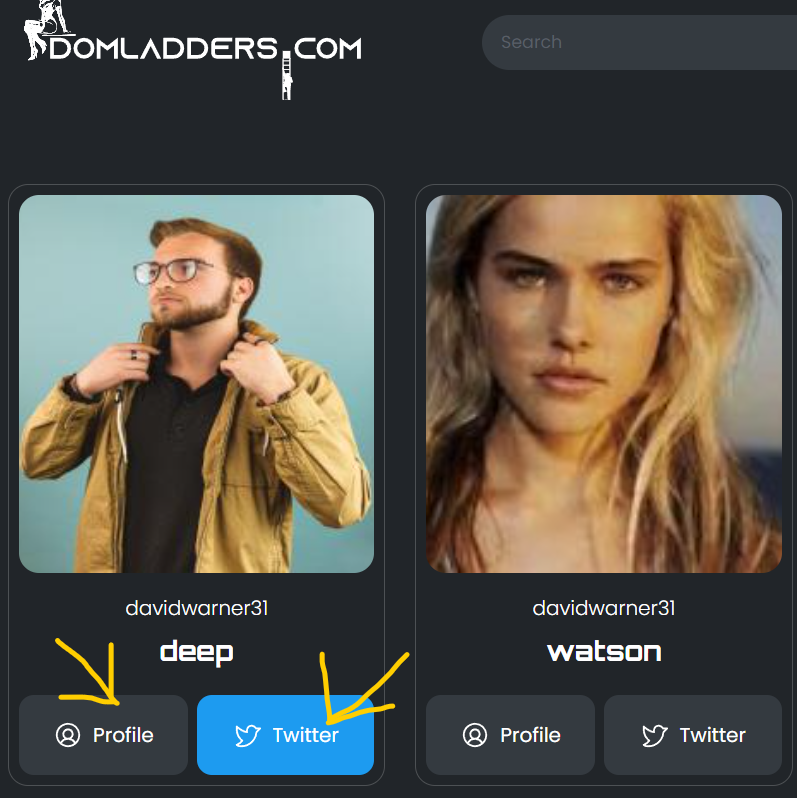 DOMLADDERS.COM
Search
davidwarner31
deep
Profile
Twitter
davidwarner31
watson
Profile
Twitter